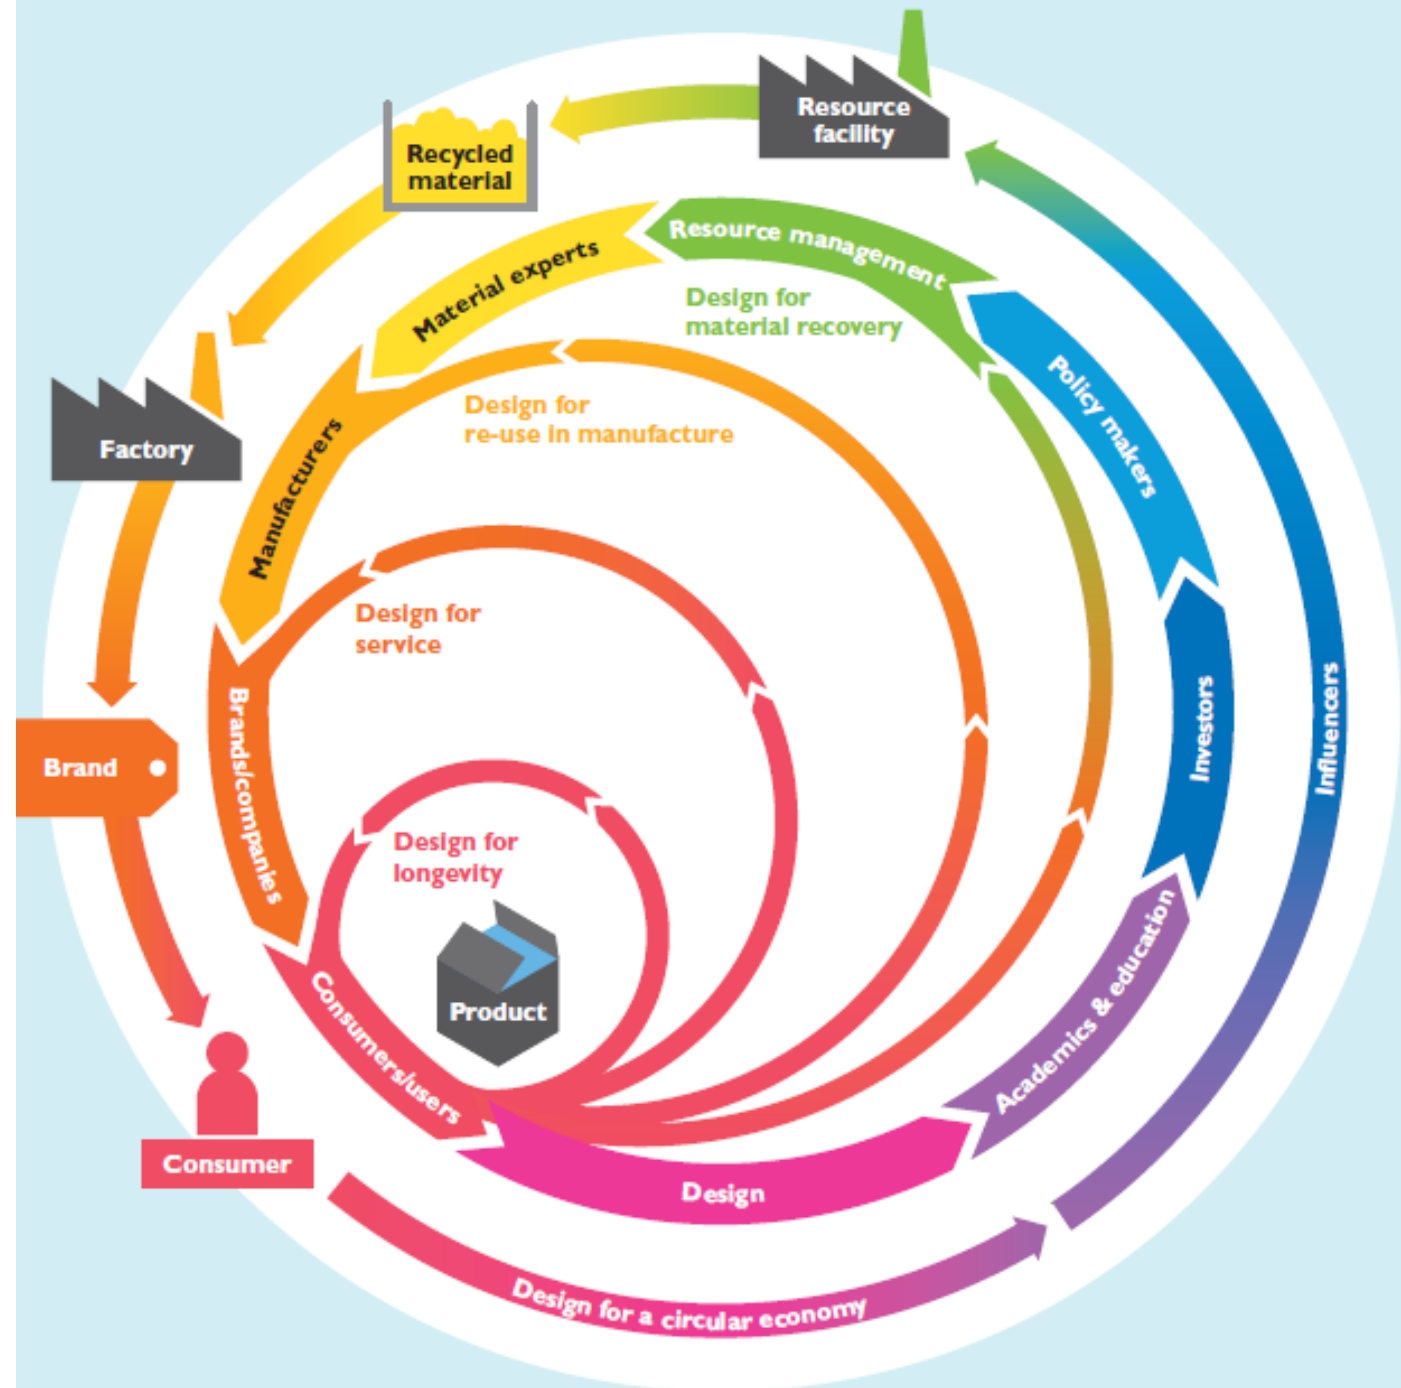 Resource
facility
Recycled
material
Resource management
Material experts
Design for
material recovery
Policy makers
Design for
re-use in manufacture
Factory
Manufacturers
Design for
service
Investors
Influencers
Brands/companies
Brand
Design for
longevity
Product
Academics & education
Consumers/users
Consumer
Design
Design for a circular economy